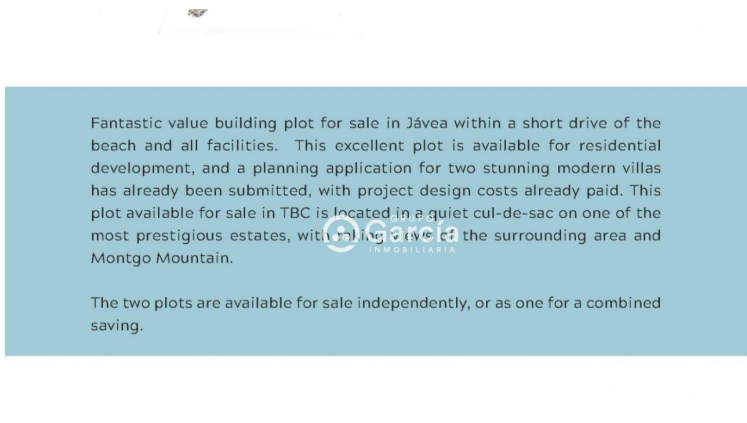 Fantastic value building plot for sale in Jávea within a short drive of the
beach and all facilities. This excellent plot is available for residential
development, and a planning application for two stunning modern villas
has already been submitted, with project design costs already paid. This
plot available for sale in TBC is located in a quiet cul-de-sac on one of the
most prestigious estates, with views of the surrounding area and
Montgo Mountain.
The two plots are available for sale independently, or as one for a combined
saving.
GRUPO
García
INMOBILIARIA